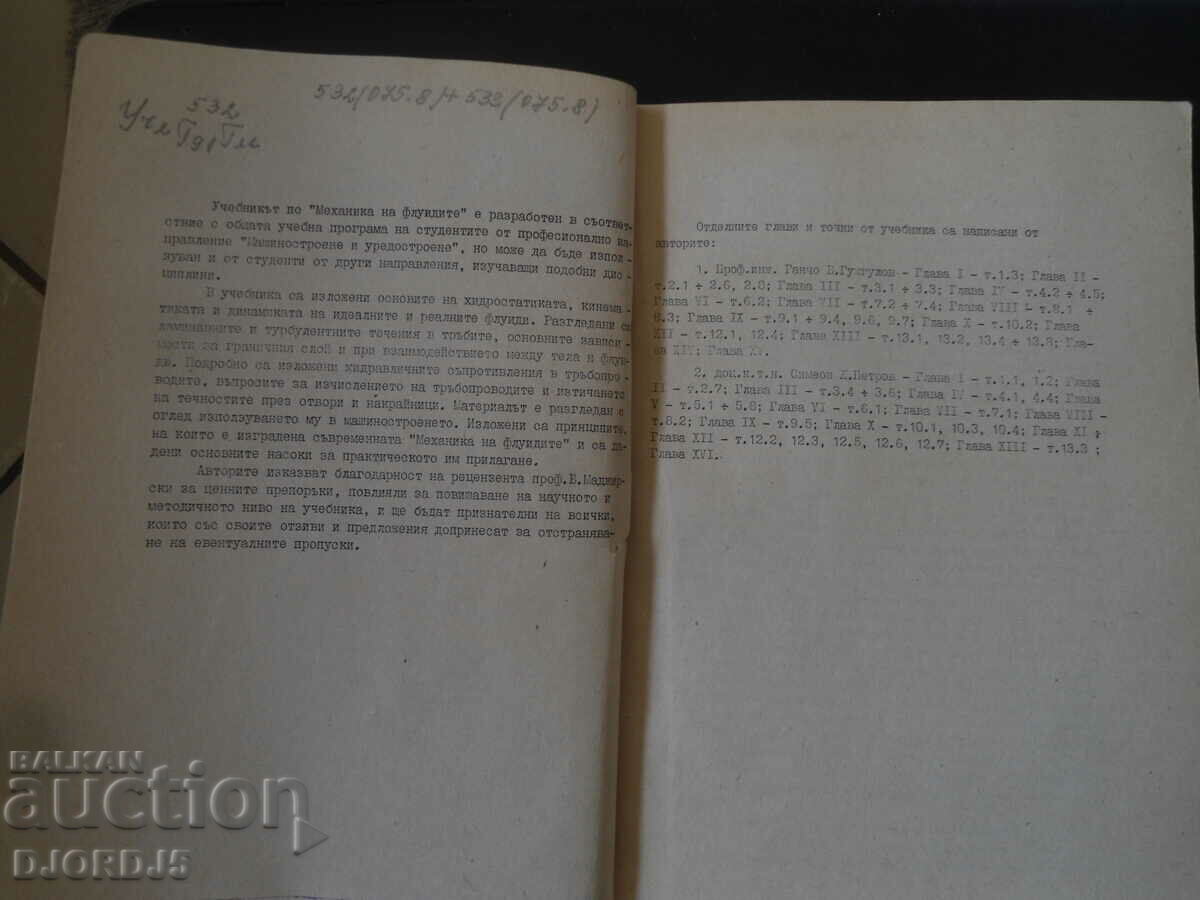 532(075.8)+ 533(075.8)
532
Учебникът по "Механика на флуидите" е разработен в съответ-
ствие с общата учебна програма на студентите от професионално на-
правление "Машиностроене и уредостроене", но може да бъде изпол-
зуван и от студенти от други направления, изучаващи подобни дис-
циплини.
В учебника са изложени основите на хидростатиката, кинема-
тиката и динамиката на идеалните и реалните флуиди. Разгледани са
ламинарните и турбулентните течения в тръбите, основните зависи-
мости за граничния слой и при взаимодействието между тела и флуи-
ди. Подробно са изложени хидравличните съпротивления в тръбопро-
водите, въпросите за изчислението на тръбопроводите и изтичането
на течностите през отвори и накрайници. Материалът е разгледан с
оглед използуването му в машиностроенето. Изложени са принципите,
на които е изградена съвременната "Механика на флуидите" и са да-
дени основните насоки за практическото им прилагане.
Авторите изказват благодарност на рецензента проф.В.Маджир-
ски за ценните препоръки, повлияли за повишаване на научното и
методичното ниво на учебника, и ще бъдат признателни на всички,
които със своите отзиви и предложения допринесат за отстранява-
не на евентуалните пропуски.
Отделните глави и точки от учебника са написани от
авторите:
1. Проф.инж. Ганчо Глава I - т.1.3; Глава II -
т.2.1 ÷ 2.6, 2.8; Глава III - т.3.1 ÷ 3.3; Глава IV - т.4.2 ÷ 4.5;
Глава VI - т.6.2; Глава VII - т.7.2 ÷ 7.4; Глава VIII - т.8.1 ÷
8.3; Глава IX - т.9.1 ÷ 9.4, 9.6, 9.7; Глава X - т.10.2; Глава
XII - т.12.1, 12.4; Глава XIII - т.13.1, 13.2, 13.4 ÷ 13.8; Гла-
ва XIV; Глава XV.
2. Док.к.т.н. Симеон Ж.Петров - Глава I - т.1.1, 1.2; Глава
II - т.2.7; Глава III - т.3.4 ÷ 3.6; Глава IV - т.4.1, 4.4; Глава
V - т.5.1 ÷ 5.8; Глава VI - т.6.1; Глава VII - т.7.1; Глава VIII -
т.8.2; Глава IX - т.9.5; Глава X - т.10.1, 10.3, 10.4; Глава XI ÷
Глава XII - т.12.2, 12.3, 12.5, 12.6, 12.7; Глава XIII - т.13.3 ;
Глава XVI.
BALKAN
auction
DJORDJ5